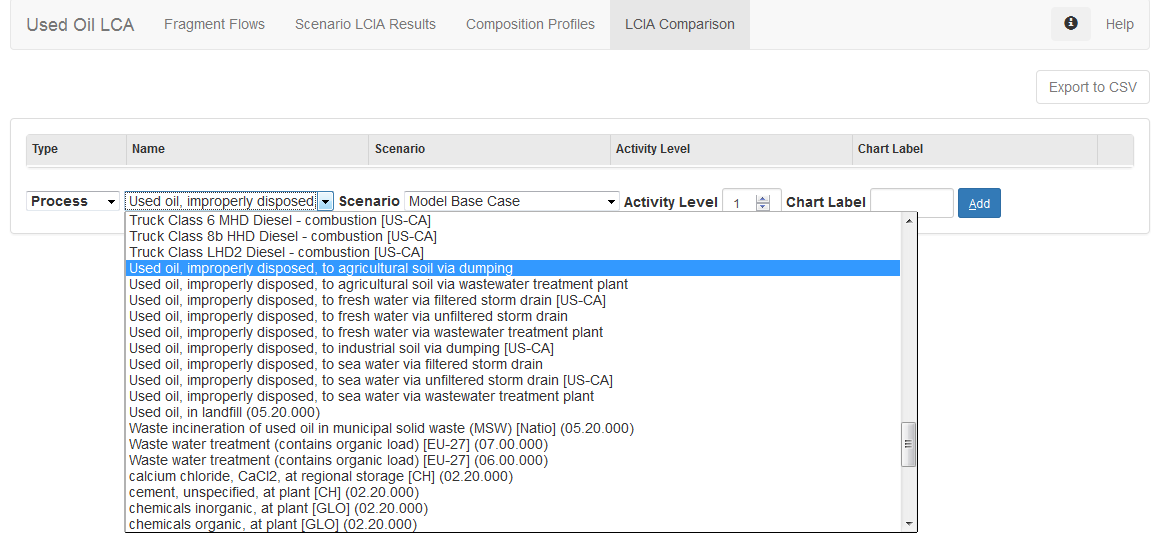 Used Oil LCA Fragment Flows Scenario LCIA Results Composition Profiles LCIA Comparison Help
Export to CSV
Type Name Scenario Activity Level Chart Label
Process Used oil, improperly disposed Scenario Model Base Case Activity Level 1 Chart Label Add
Truck Class 6 MHD Diesel - combustion [US-CA]
Truck Class 8b HHD Diesel - combustion [US-CA]
Truck Class LHD2 Diesel - combustion [US-CA]
Used oil, improperly disposed, to agricultural soil via dumping
Used oil, improperly disposed, to agricultural soil via wastewater treatment plant
Used oil, improperly disposed, to fresh water via filtered storm drain [US-CA]
Used oil, improperly disposed, to fresh water via unfiltered storm drain
Used oil, improperly disposed, to fresh water via wastewater treatment plant
Used oil, improperly disposed, to industrial soil via dumping [US-CA]
Used oil, improperly disposed, to sea water via filtered storm drain
Used oil, improperly disposed, to sea water via unfiltered storm drain [US-CA]
Used oil, improperly disposed, to sea water via wastewater treatment plant
Used oil, in landfill (05.20.000)
Waste incineration of used oil in municipal solid waste (MSW) [Natio] (05.20.000)
Waste water treatment (contains organic load) [EU-27] (07.00.000)
Waste water treatment (contains organic load) [EU-27] (06.00.000)
calcium chloride, CaCl2, at regional storage [CH] (02.20.000)
cement, unspecified, at plant [CH] (02.20.000)
chemicals inorganic, at plant [GLO] (02.20.000)
chemicals organic, at plant [GLO] (02.20.000)